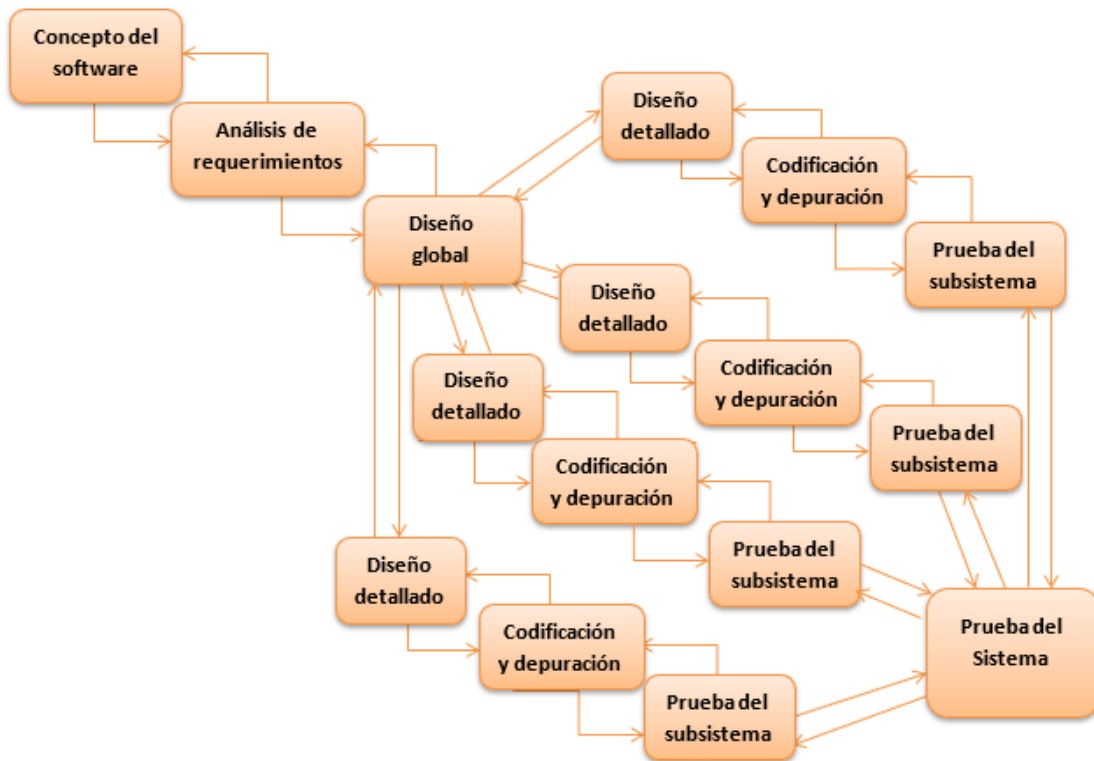 Concepto del
software
Análisis de
requerimientos
Diseño
global
Diseño
detallado
Codificación
y depuración
Prueba del
subsistema
Diseño
detallado
Codificación
y depuración
Prueba del
subsistema
Diseño
detallado
Codificación
y depuración
Prueba del
subsistema
Diseño
detallado
Codificación
y depuración
Prueba del
subsistema
Prueba del
Sistema